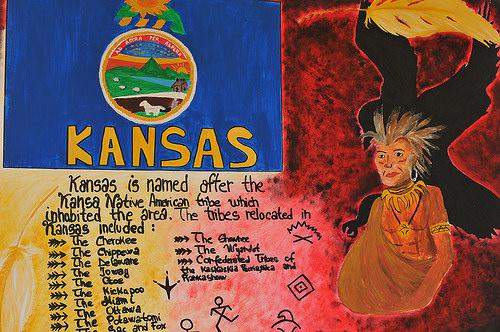 AD ASTRA PER ASPERA
KANSAS
Kansas is named after the
Kansa Native American tribe which
inhabited the area. The tribes relocated in
Kansas included :
The Cherokee
The Chippewa
The Delaware
The Ioway
The Otoe
The Kickapoo
The Miami
The Ottawa
The Potawatomi
The Sac and Fox
The Shawnee
The Wyandot
Confederated Tribes of
the Kaskaskia Peoria and
Piankashaw